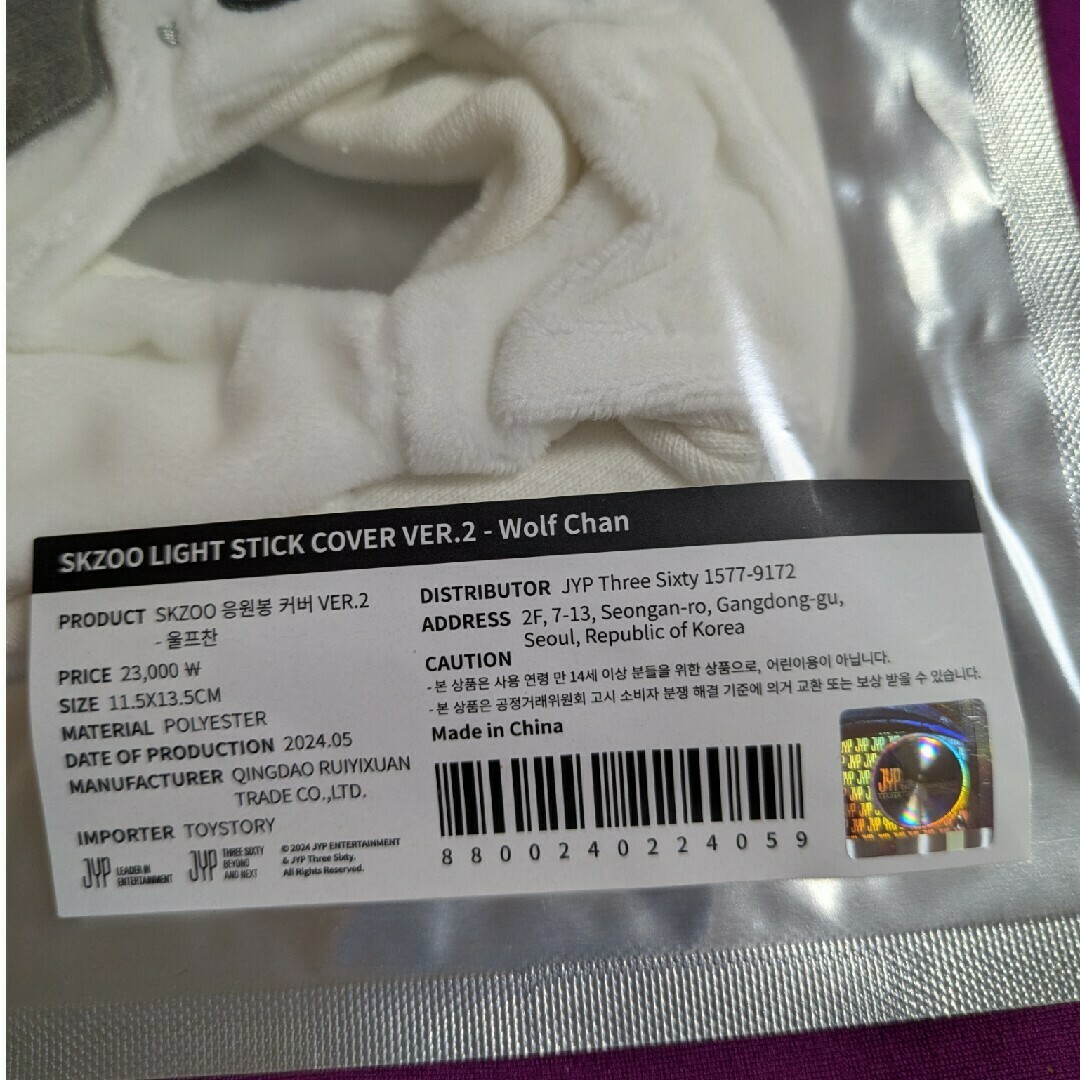 SKZOO LIGHT STICK COVER VER.2 - Wolf Chan
PRODUCT SKZOO 응원봉 커버 VER.2
- 울프찬
PRICE 23,000 ₩
SIZE 11.5X13.5CM
MATERIAL POLYESTER
DATE OF PRODUCTION 2024.05
MANUFACTURER QINGDAO RUIYIXUAN
TRADE CO.,LTD.
IMPORTER TOYSTORY
JYP LEADER IN
ENTERTAINMENT
JYP THREE SIXTY
BEYOND
AND NEXT
© 2024 JYP ENTERTAINMENT
& JYP Three Sixty.
All Rights Reserved.
DISTRIBUTOR JYP Three Sixty 1577-9172
ADDRESS 2F, 7-13, Seongan-ro, Gangdong-gu,
Seoul, Republic of Korea
CAUTION
- 본 상품은 사용 연령 만 14세 이상 분들을 위한 상품으로, 어린이용이 아닙니다.
- 본 상품은 공정거래위원회 고시 소비자 분쟁 해결 기준에 의거 교환 또는 보상 받을 수 있습니다.
Made in China
8800240224059
JYP